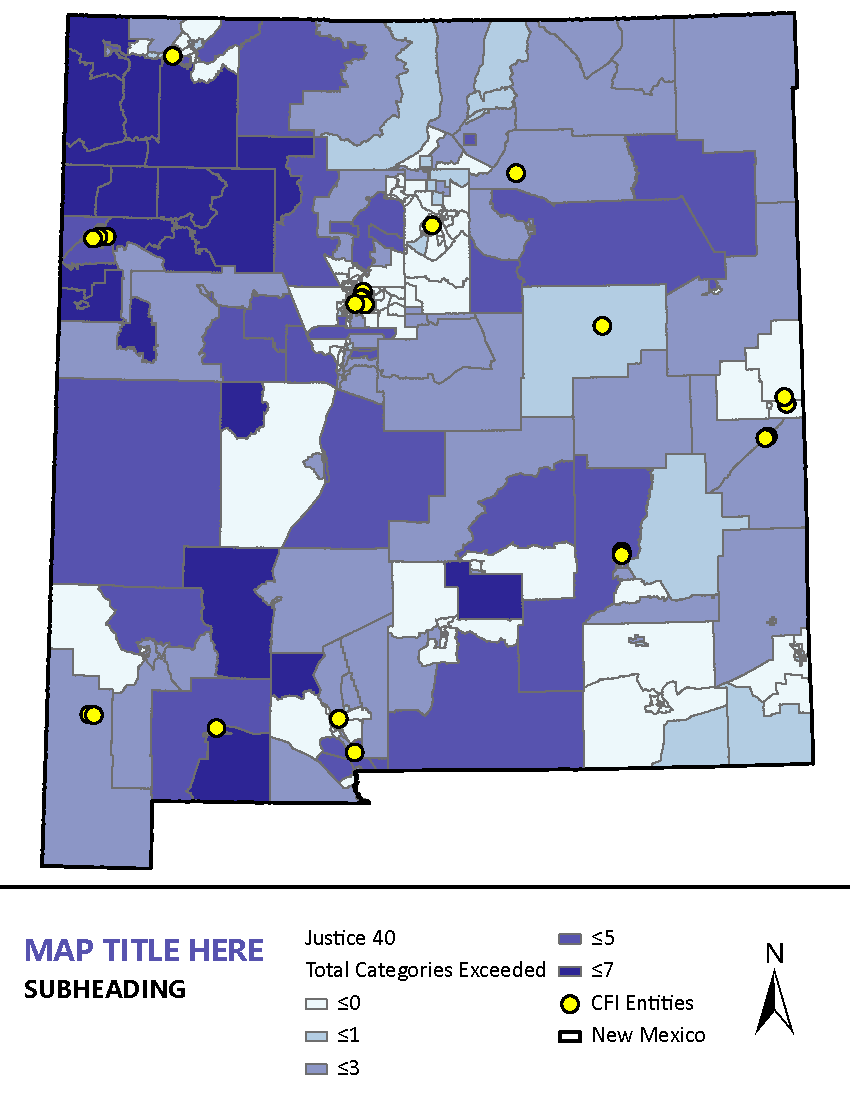 MAP TITLE HERE
SUBHEADING
Justice 40
Total Categories Exceeded
≤0
≤1
≤3
≤5
≤7
CFI Entities
New Mexico
N